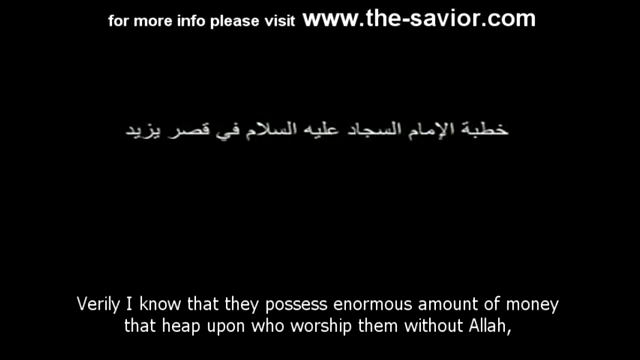 for more info please visit www.the-savior.com
خطبة الإمام السجاد عليه السلام في قصر يزيد
Verily I know that they possess enormous amount of money
that heap upon who worship them without Allah,